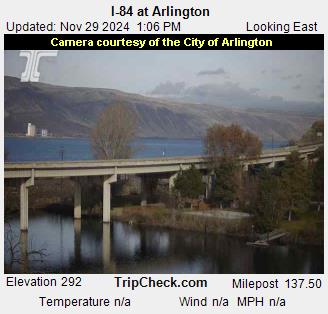 I-84 at Arlington
Updated: Nov 29 2024 1:06 PM Looking East
Camera courtesy of the City of Arlington
Elevation 292 TripCheck.com Milepost 137.50
Temperature n/a Wind n/a MPH n/a